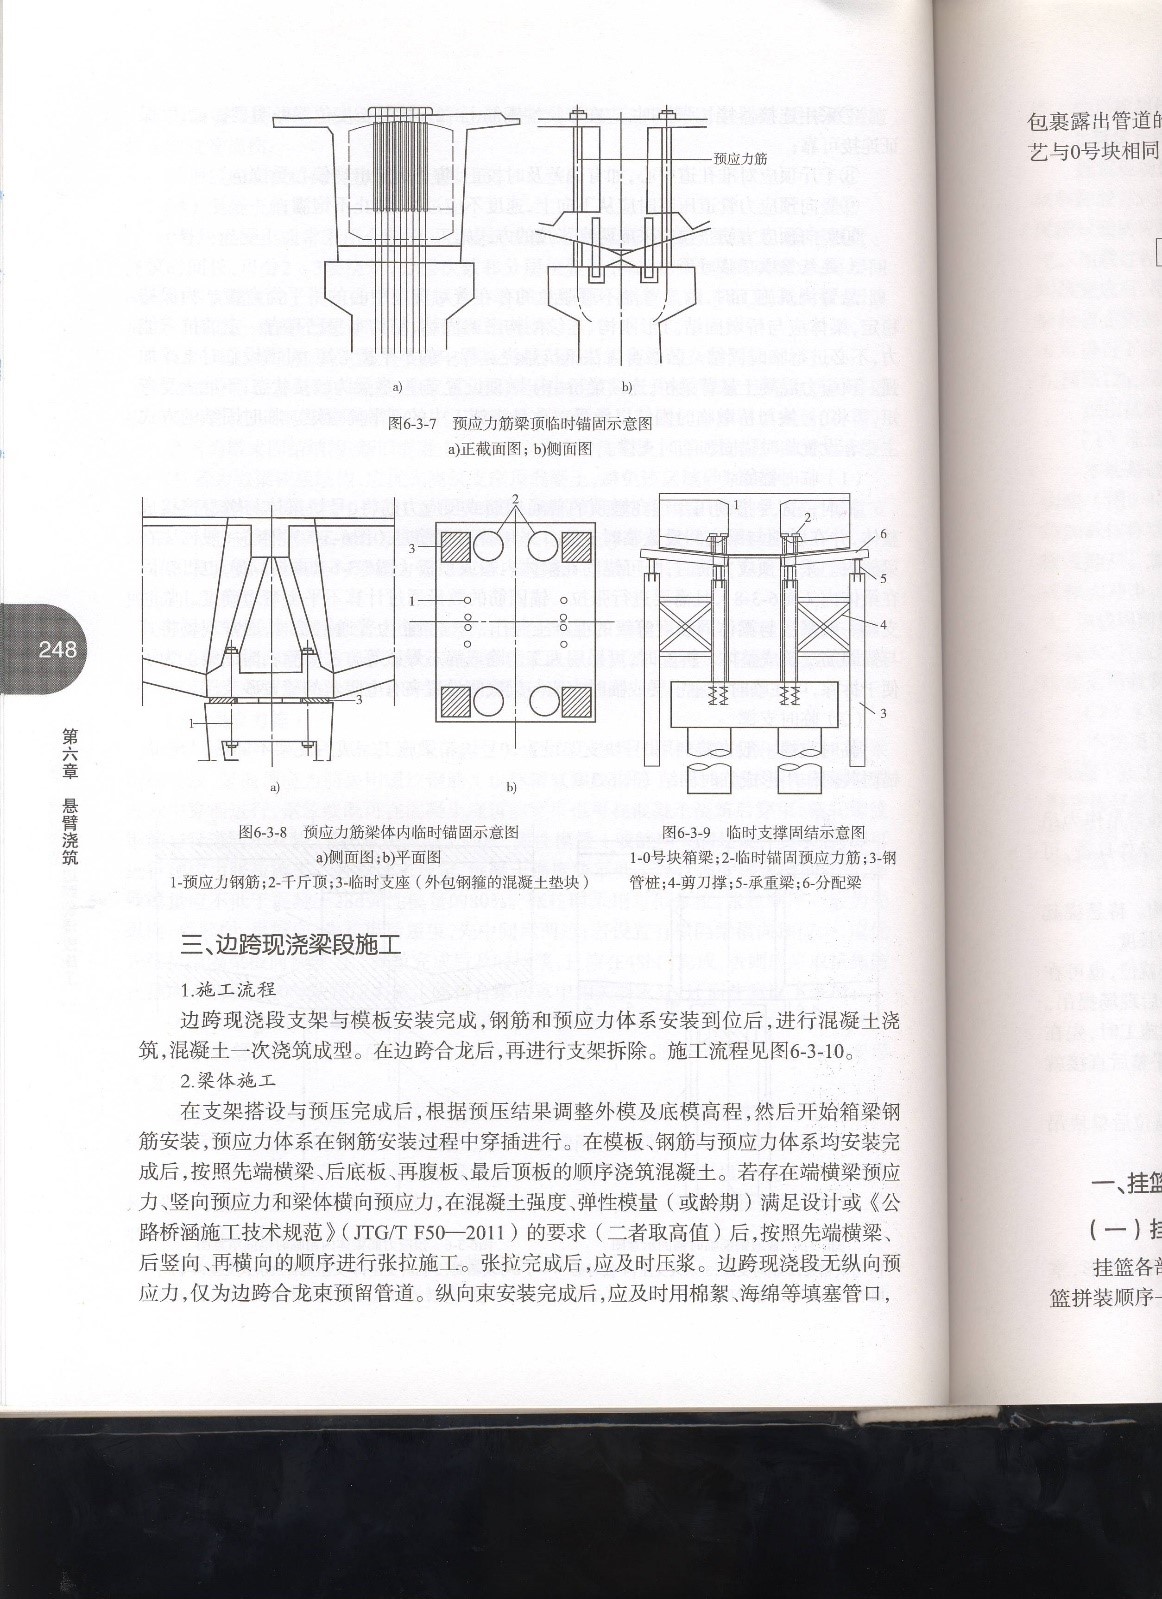 预应力筋
a)
b)
图6-3-7 预应力筋梁顶临时锚固示意图
a)正截面图; b)侧面图
1
3
a)
2
3
1
b)
1
2
6
5
4
3
图6-3-8 预应力筋梁体内临时锚固示意图
a)侧面图;b)平面图
1-预应力钢筋;2-千斤顶;3-临时支座(外包钢箍的混凝土垫块)
图6-3-9 临时支撑固结示意图
1-0号块箱梁;2-临时锚固预应力筋;3-钢
管桩;4-剪刀撑;5-承重梁;6-分配梁
248
第六章 悬臂浇筑
三、边跨现浇梁段施工
1.施工流程
边跨现浇段支架与模板安装完成,钢筋和预应力体系安装到位后,进行混凝土浇
筑,混凝土一次浇筑成型。在边跨合龙后,再进行支架拆除。施工流程见图6-3-10。
2.梁体施工
在支架搭设与预压完成后,根据预压结果调整外模及底模高程,然后开始箱梁钢
筋安装,预应力体系在钢筋安装过程中穿插进行。在模板、钢筋与预应力体系均安装完
成后,按照先端横梁、后底板、再腹板、最后顶板的顺序浇筑混凝土。若存在端横梁预应
力、竖向预应力和梁体横向预应力,在混凝土强度、弹性模量(或龄期)满足设计或《公
路桥涵施工技术规范》(JTG/T F50—2011)的要求(二者取高值)后,按照先端横梁、
后竖向、再横向的顺序进行张拉施工。张拉完成后,应及时压浆。边跨现浇段无纵向预
应力,仅为边跨合龙束预留管道。纵向束安装完成后,应及时用棉絮、海绵等填塞管口,
包裹露出管道的
艺与0号块相同
一、挂篮
(一)挂
挂篮各部
篮拼装顺序一